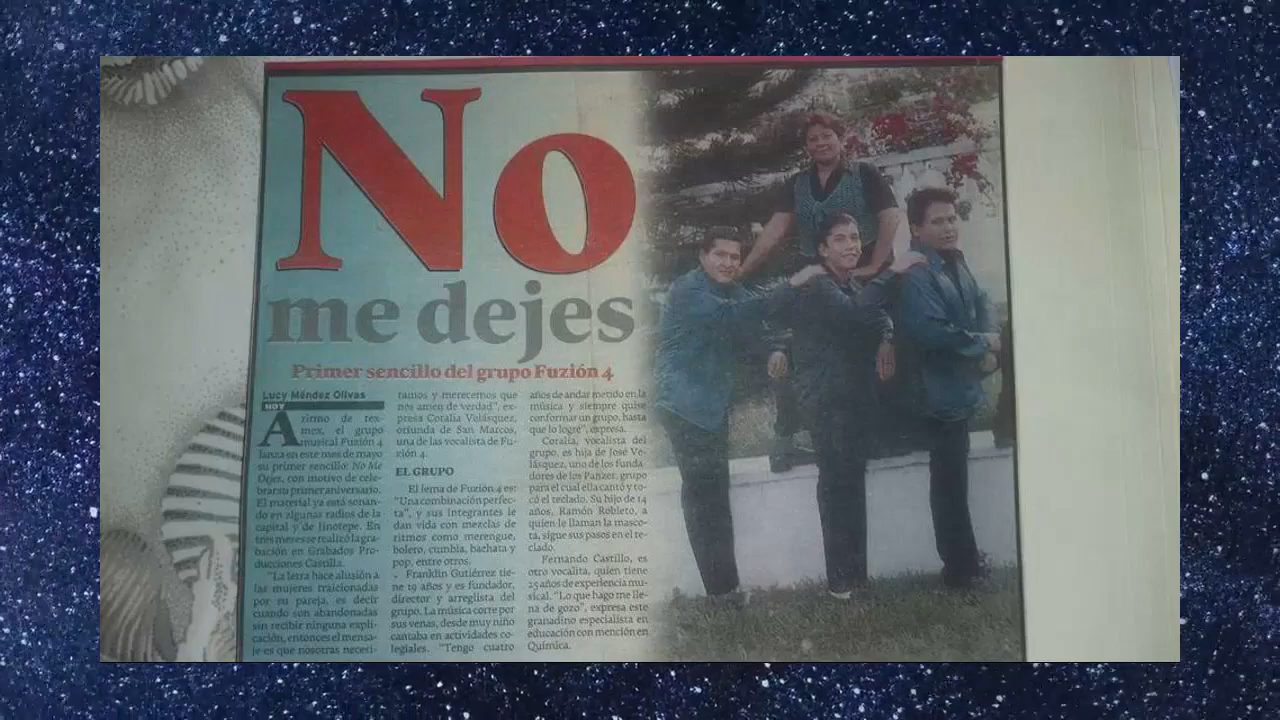 No
me dejes
Primer sencillo del grupo Fuzión 4
Lucy Méndez Olivas
HOY
A ritmo de tex-
mex, el grupo
musical Fuzión 4
lanza en este mes de mayo
su primer sencillo: No Me
Dejes, con motivo de cele-
brar su primer aniversario.
El material ya está sonan-
do en algunas radios de la
capital y de Jinotepe. En
tres meses se realizó la gra-
bación en Grabados Pro-
ducciones Castilla.
"La letra hace alusión a
las mujeres traicionadas
por su pareja, es decir
cuando son abandonadas
sin recibir ninguna expli-
cación, entonces el mensa-
je es que nosotras necesi-
tamos y merecemos que
nos amen de verdad", ex-
presa Coralia Velásquez,
oriunda de San Marcos,
una de las vocalista de Fu-
zión 4.
EL GRUPO
El lema de Fuzión 4 es:
"Una combinación perfec-
ta", y sus integrantes le
dan vida con mezclas de
ritmos como merengue,
bolero, cumbia, bachata y
pop, entre otros.
Franklin Gutiérrez tie-
ne 19 años y es fundador,
director y arreglista del
grupo. La música corre por
sus venas, desde muy niño
cantaba en actividades co-
legiales. "Tengo cuatro
años de andar metido en la
música y siempre quise
conformar un grupo, hasta
que lo logré", expresa.
Coralia, vocalista del
grupo, es hija de José Ve-
lásquez, uno de los funda-
dores de los Panzer, grupo
para el cual ella cantó y to-
có el teclado. Su hijo de 14
años, Ramón Robleto, a
quien le llaman la masco-
ta, sigue sus pasos en el te-
clado.
Fernando Castillo, es
otro vocalita, quien tiene
25 años de experiencia mu-
sical. "Lo que hago me lle-
na de gozo", expresa este
granadino especialista en
educación con mención en
Química.